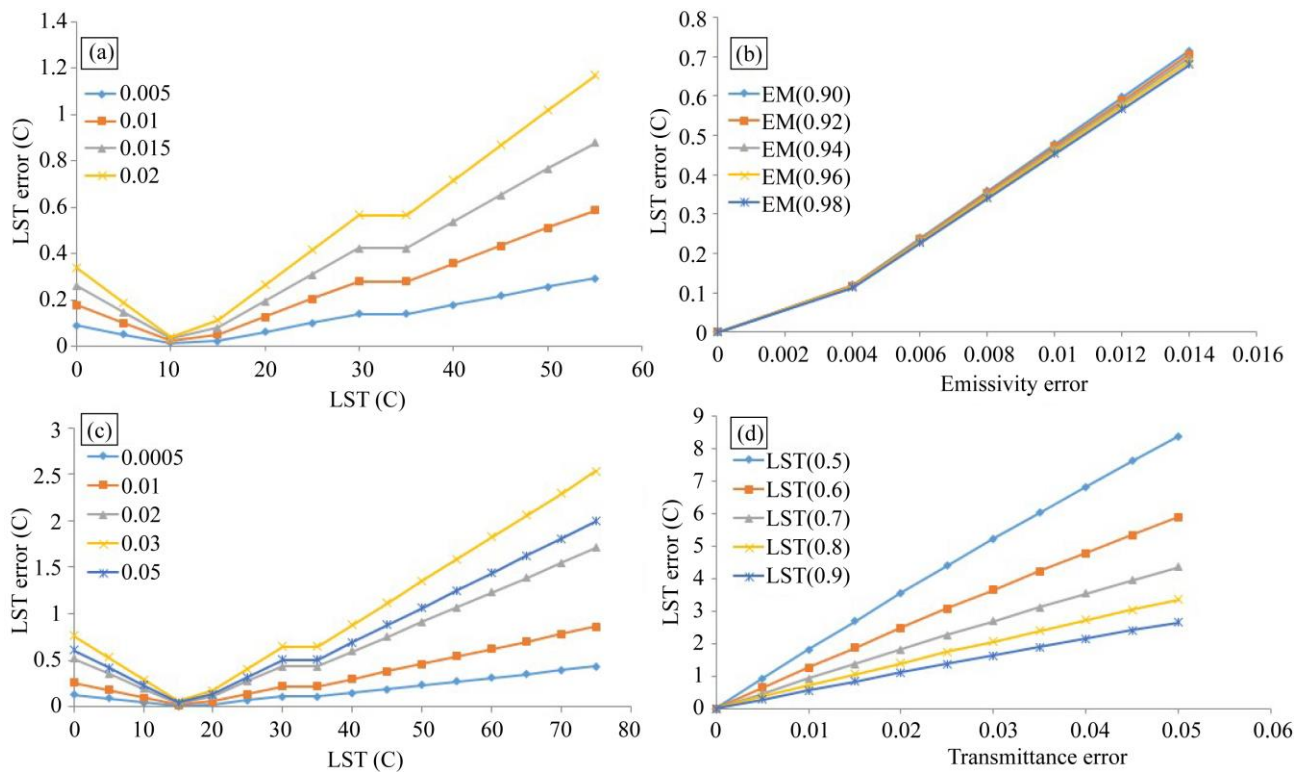 (a)
LST error (C)
1.4
1.2
1
0.8
0.6
0.4
0.2
0
0.005
0.01
0.015
0.02
0 10 20 30 40 50 60
LST (C)
(b)
LST error (C)
0.8
0.7
0.6
0.5
0.4
0.3
0.2
0.1
0
EM(0.90)
EM(0.92)
EM(0.94)
EM(0.96)
EM(0.98)
0 0.002 0.004 0.006 0.008 0.01 0.012 0.014 0.016
Emissivity error
(c)
LST error (C)
3
2.5
2
1.5
1
0.5
0
0.0005
0.01
0.02
0.03
0.05
0 10 20 30 40 50 60 70 80
LST (C)
(d)
LST error (C)
9
8
7
6
5
4
3
2
1
0
LST(0.5)
LST(0.6)
LST(0.7)
LST(0.8)
LST(0.9)
0 0.01 0.02 0.03 0.04 0.05 0.06
Transmittance error